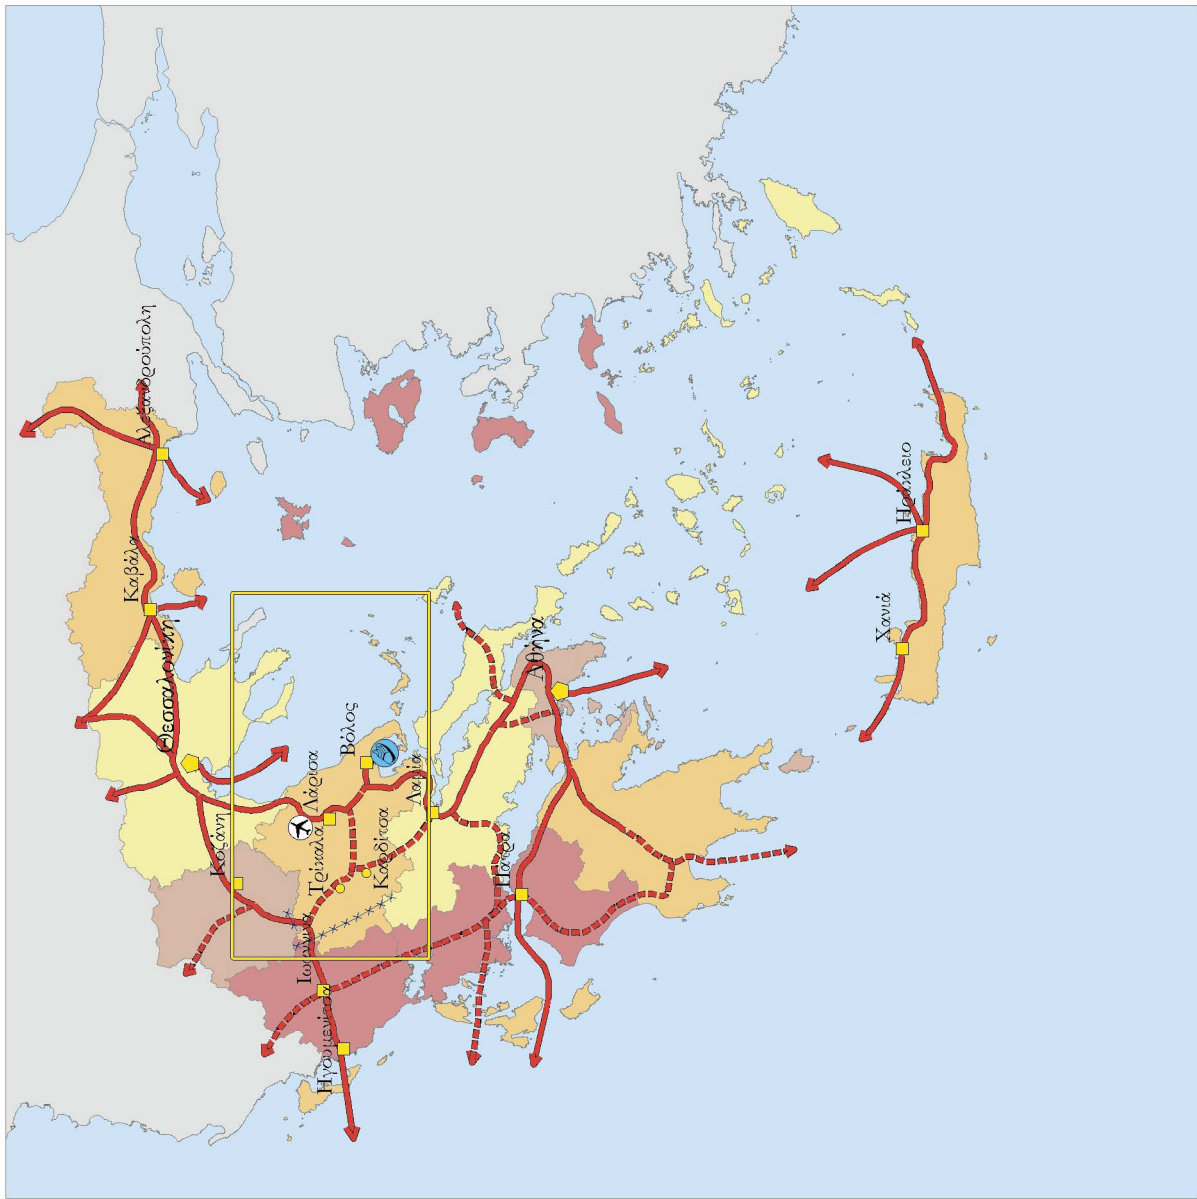 Αλεξανδρούπολη
Καβάλα
Θεσσαλονίκη
Κοζάνη
Τρίκαλα
Λάρισα
Καρδίτσα
Βόλος
Ιωάννινα
Ηγουμενίτσα
Λαμία
Πάτρα
Αθήνα
Χανιά
Ηράκλειο